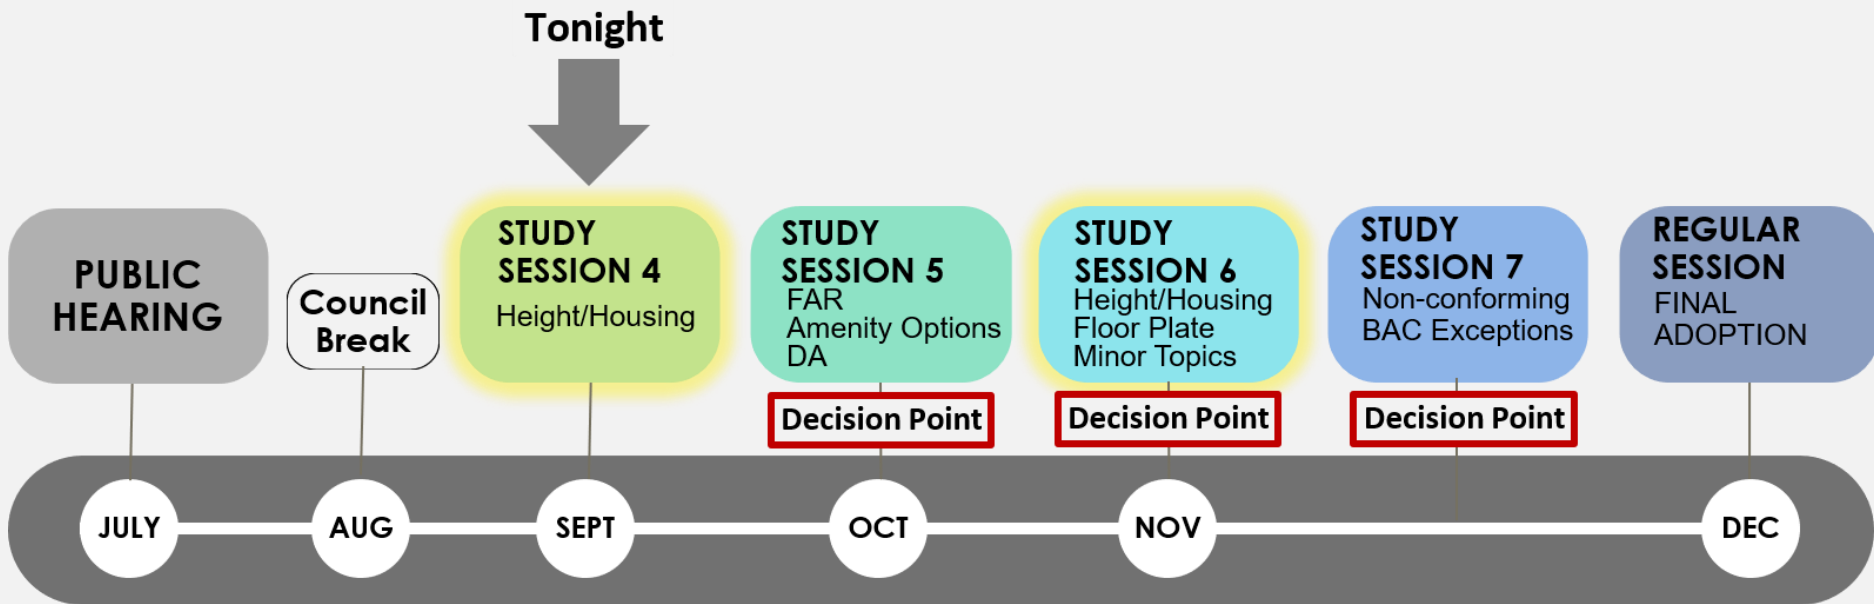 Tonight
PUBLIC
HEARING
Council
Break
STUDY
SESSION 4
Height/Housing
STUDY
SESSION 5
FAR
Amenity Options
DA
Decision Point
STUDY
SESSION 6
Height/Housing
Floor Plate
Minor Topics
Decision Point
STUDY
SESSION 7
Non-conforming
BAC Exceptions
Decision Point
REGULAR
SESSION
FINAL
ADOPTION
JULY
AUG
SEPT
OCT
NOV
DEC